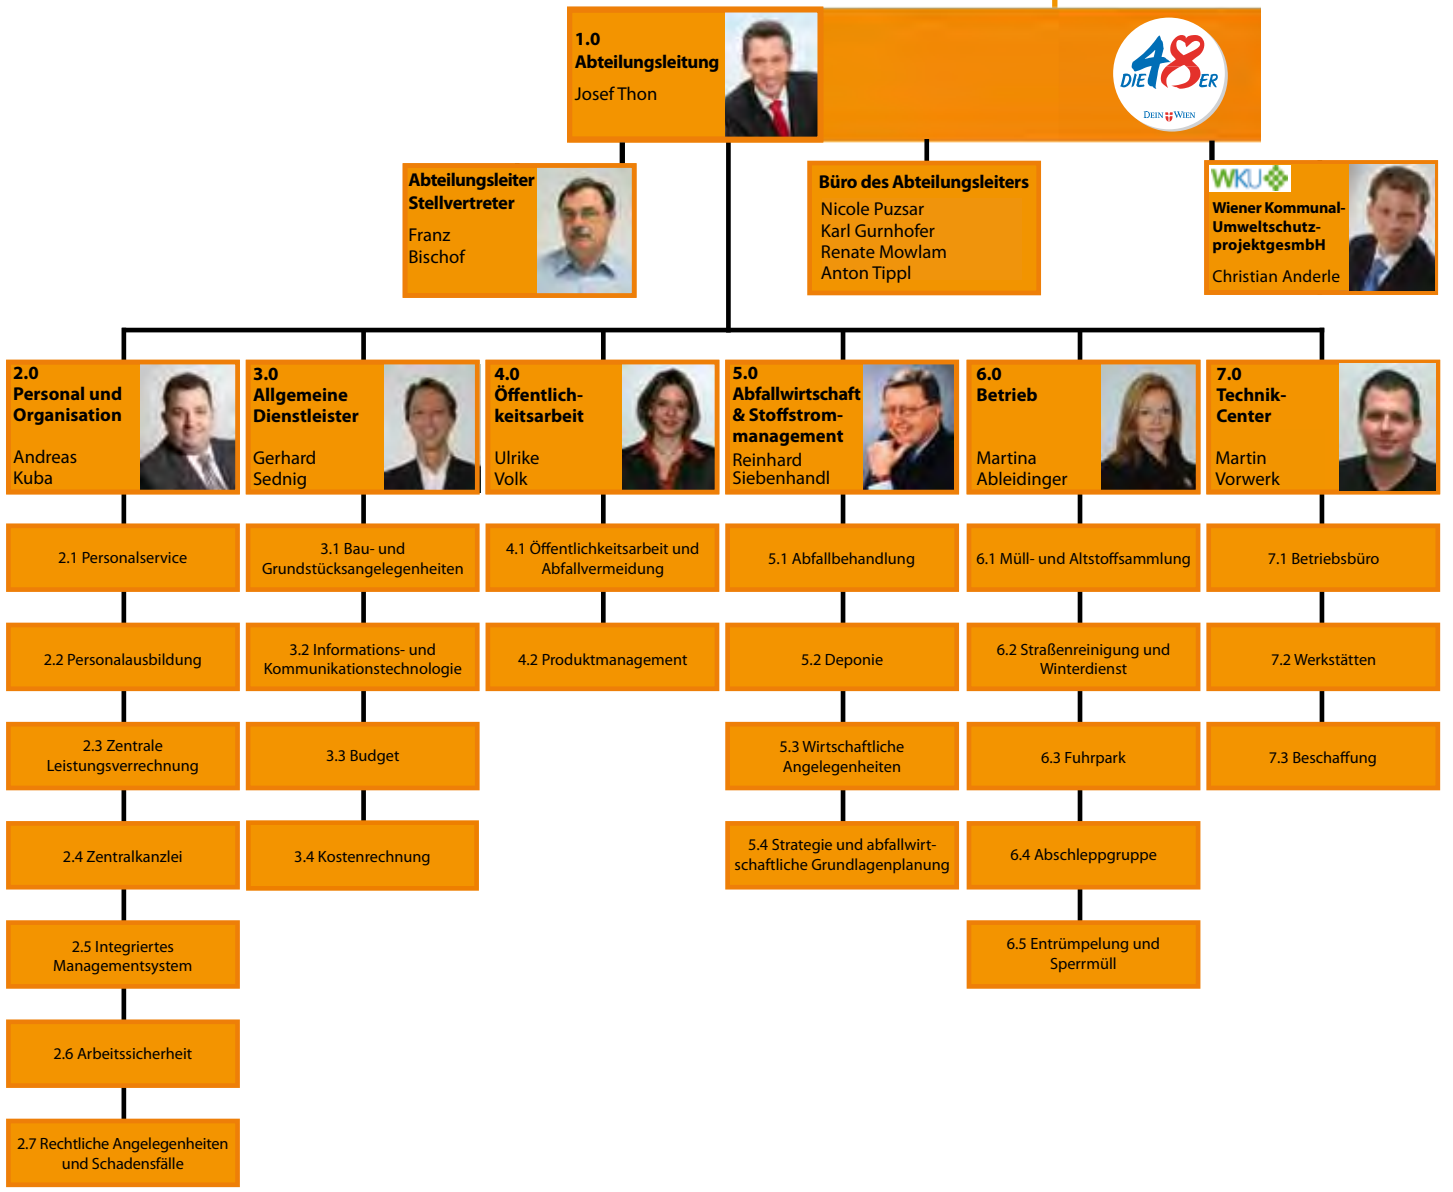 1.0
Abteilungsleitung
Josef Thon
DIE 48 ER
DEIN WIEN
Abteilungsleiter
Stellvertreter
Franz
Bischof
Büro des Abteilungsleiters
Nicole Puzsar
Karl Gurnhofer
Renate Mowlam
Anton Tippl
WKU
Wiener Kommunal-
Umweltschutz-
projektgesmbH
Christian Anderle
2.0
Personal und
Organisation
Andreas
Kuba
3.0
Allgemeine
Dienstleister
Gerhard
Sednig
4.0
Öffentlich-
keitsarbeit
Ulrike
Volk
5.0
Abfallwirtschaft
& Stoffstrom-
management
Reinhard
Siebenhandl
6.0
Betrieb
Martina
Ableidinger
7.0
Technik-
Center
Martin
Vorwerk
2.1 Personalservice
2.2 Personalausbildung
2.3 Zentrale
Leistungsverrechnung
2.4 Zentralkanzlei
2.5 Integriertes
Managementsystem
2.6 Arbeitssicherheit
2.7 Rechtliche Angelegenheiten
und Schadensfälle
3.1 Bau- und
Grundstücksangelegenheiten
3.2 Informations- und
Kommunikationstechnologie
3.3 Budget
3.4 Kostenrechnung
4.1 Öffentlichkeitsarbeit und
Abfallvermeidung
4.2 Produktmanagement
5.1 Abfallbehandlung
5.2 Deponie
5.3 Wirtschaftliche
Angelegenheiten
5.4 Strategie und abfallwirt-
schaftliche Grundlagenplanung
6.1 Müll- und Altstoffsammlung
6.2 Straßenreinigung und
Winterdienst
6.3 Fuhrpark
6.4 Abschleppgruppe
6.5 Entrümpelung und
Sperrmüll
7.1 Betriebsbüro
7.2 Werkstätten
7.3 Beschaffung